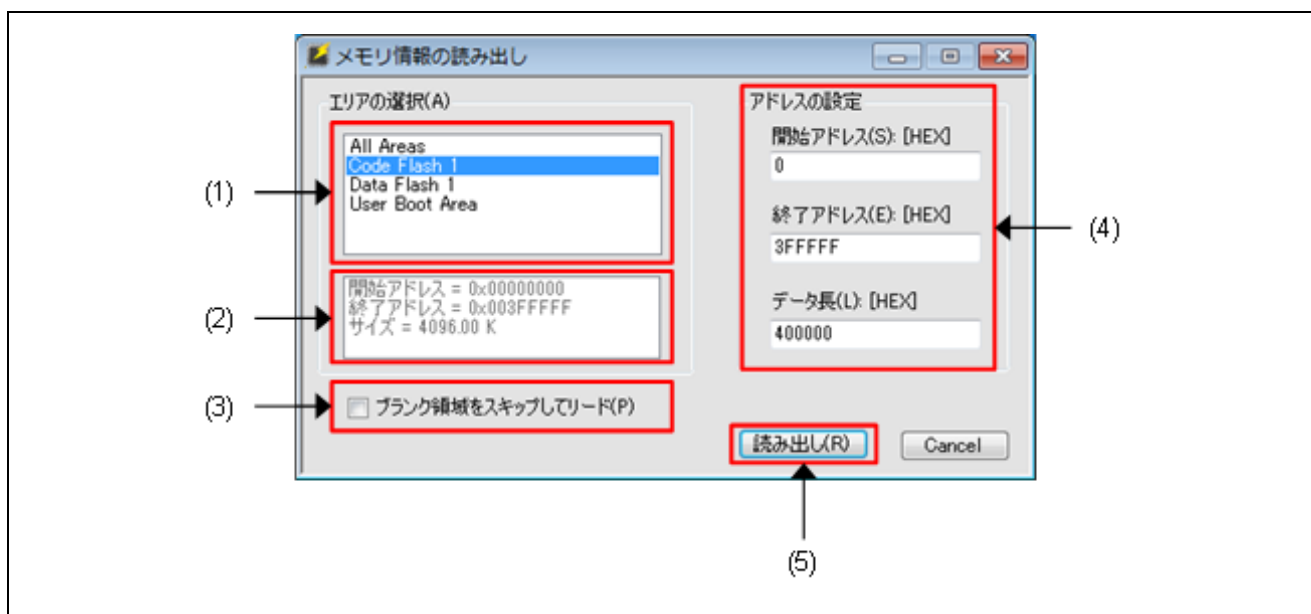 メモリ情報の読み出し
エリアの選択(A)
All Areas
Code Flash 1
Data Flash 1
User Boot Area
(1)
開始アドレス = 0x00000000
終了アドレス = 0x003FFFFF
サイズ = 4096.00 K
(2)
ブランク領域をスキップしてリード(P)
(3)
アドレスの設定
開始アドレス(S): [HEX]
0
終了アドレス(E): [HEX]
3FFFFF
データ長(L): [HEX]
400000
(4)
読み出し(R)
Cancel
(5)